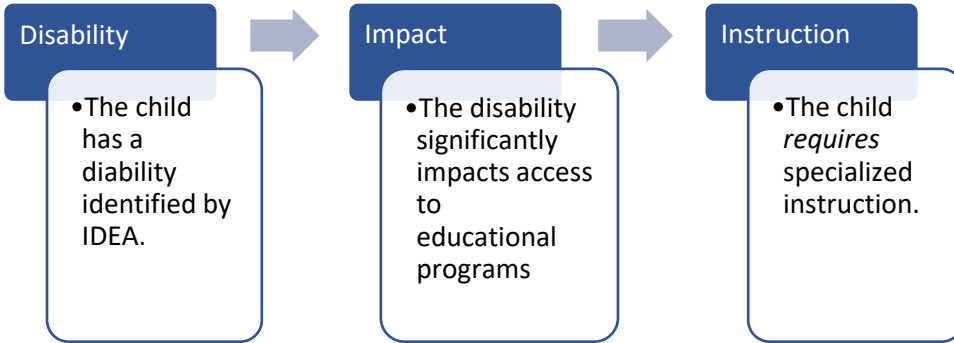 Disability
•The child
has a
diability
identified by
IDEA.
Impact
•The disability
significantly
impacts access
to
educational
programs
Instruction
•The child
requires
specialized
instruction.